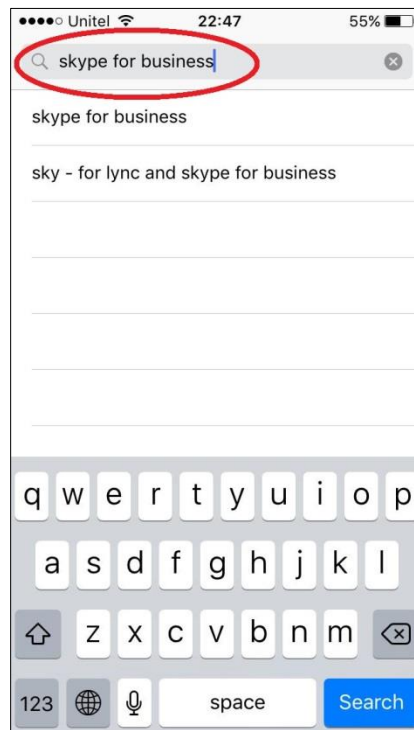 Unitel 22:47 55%
skype for business
skype for business
sky - for lync and skype for business
q w e r t y u i o p
a s d f g h j k l
z x c v b n m
123 space Search